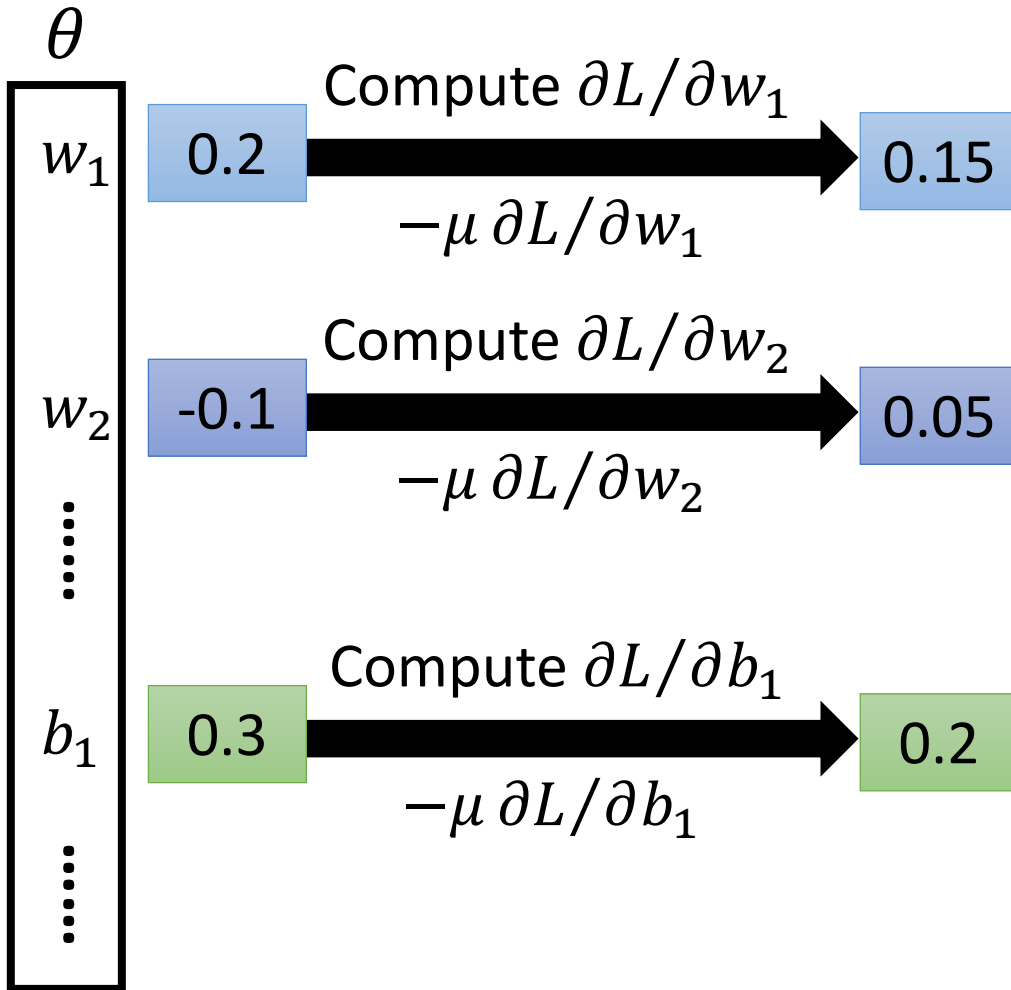 θ
Compute ∂L/∂w₁
w₁ 0.2 0.15
−μ ∂L/∂w₁
Compute ∂L/∂w₂
w₂ -0.1 0.05
−μ ∂L/∂w₂
......
Compute ∂L/∂b₁
b₁ 0.3 0.2
−μ ∂L/∂b₁
......